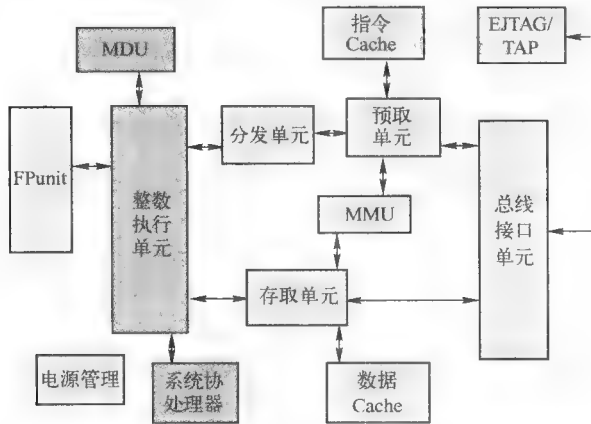 MDU
指令
Cache
EJTAG/
TAP
FPunit
整数
执行
单元
分发单元
预取
单元
MMU
总线
接口
单元
存取单元
电源管理
系统协
处理器
数据
Cache